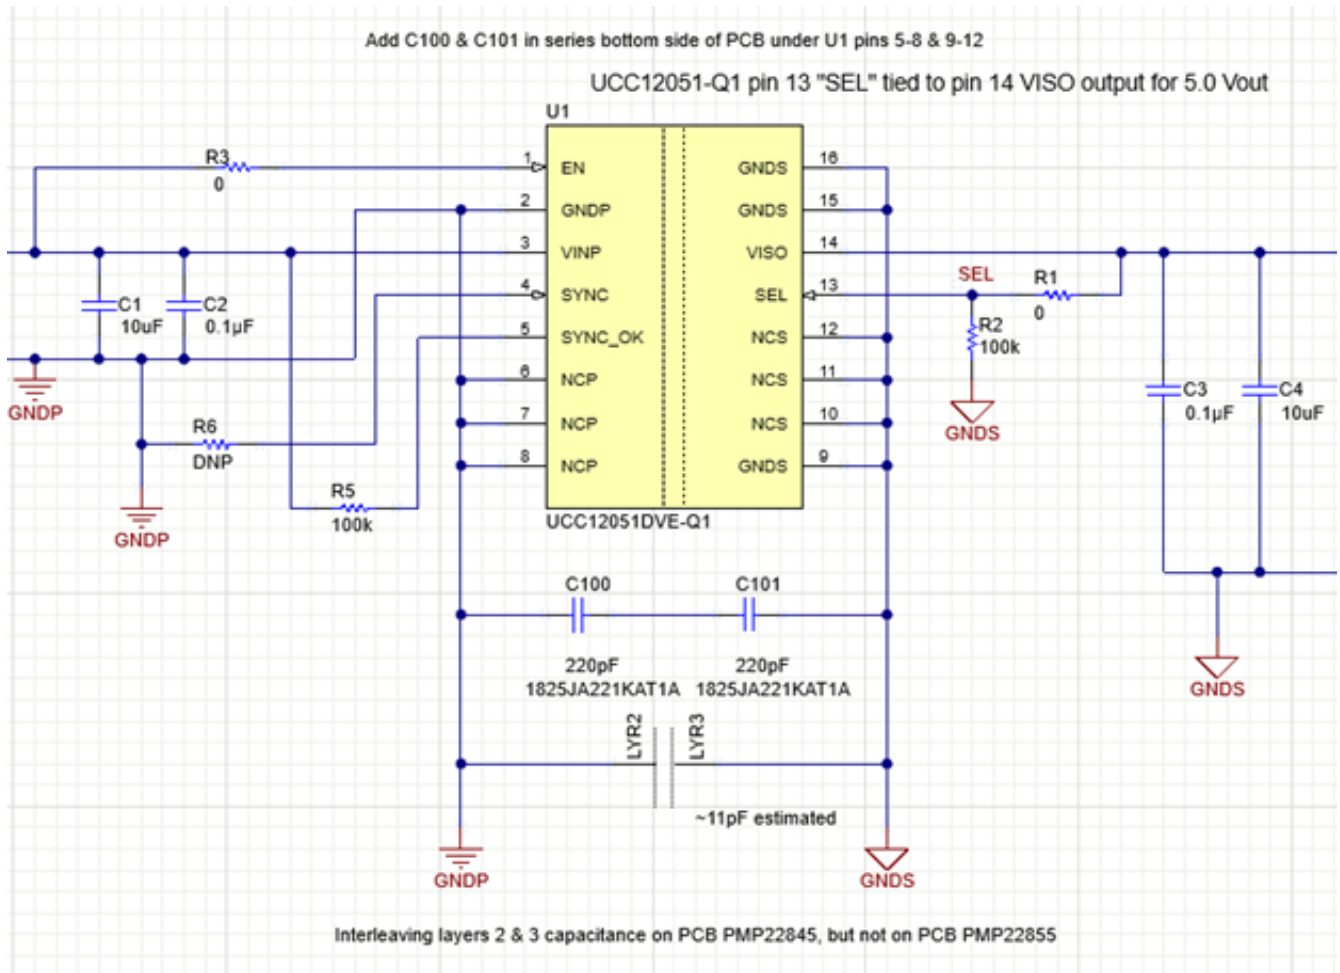 Add C100 & C101 in series bottom side of PCB under U1 pins 5-8 & 9-12
UCC12051-Q1 pin 13 "SEL" tied to pin 14 VISO output for 5.0 Vout
U1
R3
0
1
EN
GNDS
16
2
GNDP
GNDS
15
3
VINP
VISO
14
4
SYNC
SEL
13
5
SYNC_OK
NCS
12
6
NCP
NCS
11
7
NCP
NCS
10
8
NCP
GNDS
9
UCC12051DVE-Q1
C1
10uF
C2
0.1µF
GNDP
R6
DNP
GNDP
R5
100k
SEL
R1
0
R2
100k
GNDS
C3
0.1µF
C4
10uF
GNDS
C100
C101
220pF
220pF
1825JA221KAT1A
1825JA221KAT1A
LYR2
LYR3
~11pF estimated
GNDP
GNDS
Interleaving layers 2 & 3 capacitance on PCB PMP22845, but not on PCB PMP22855